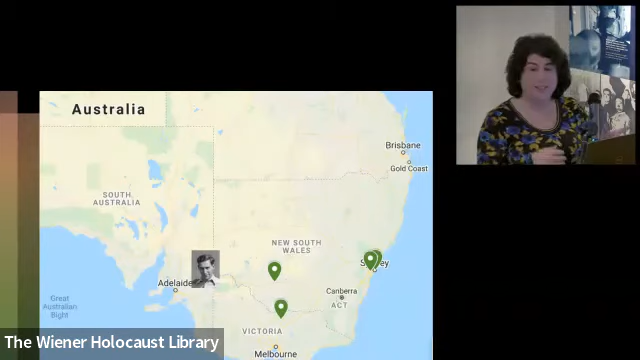 Australia
Brisbane
Gold Coast
SOUTH
AUSTRALIA
NEW SOUTH
WALES
Adelaide
Canberra
ACT
Great
Australian
Bight
VICTORIA
Melbourne
The Wiener Holocaust Library